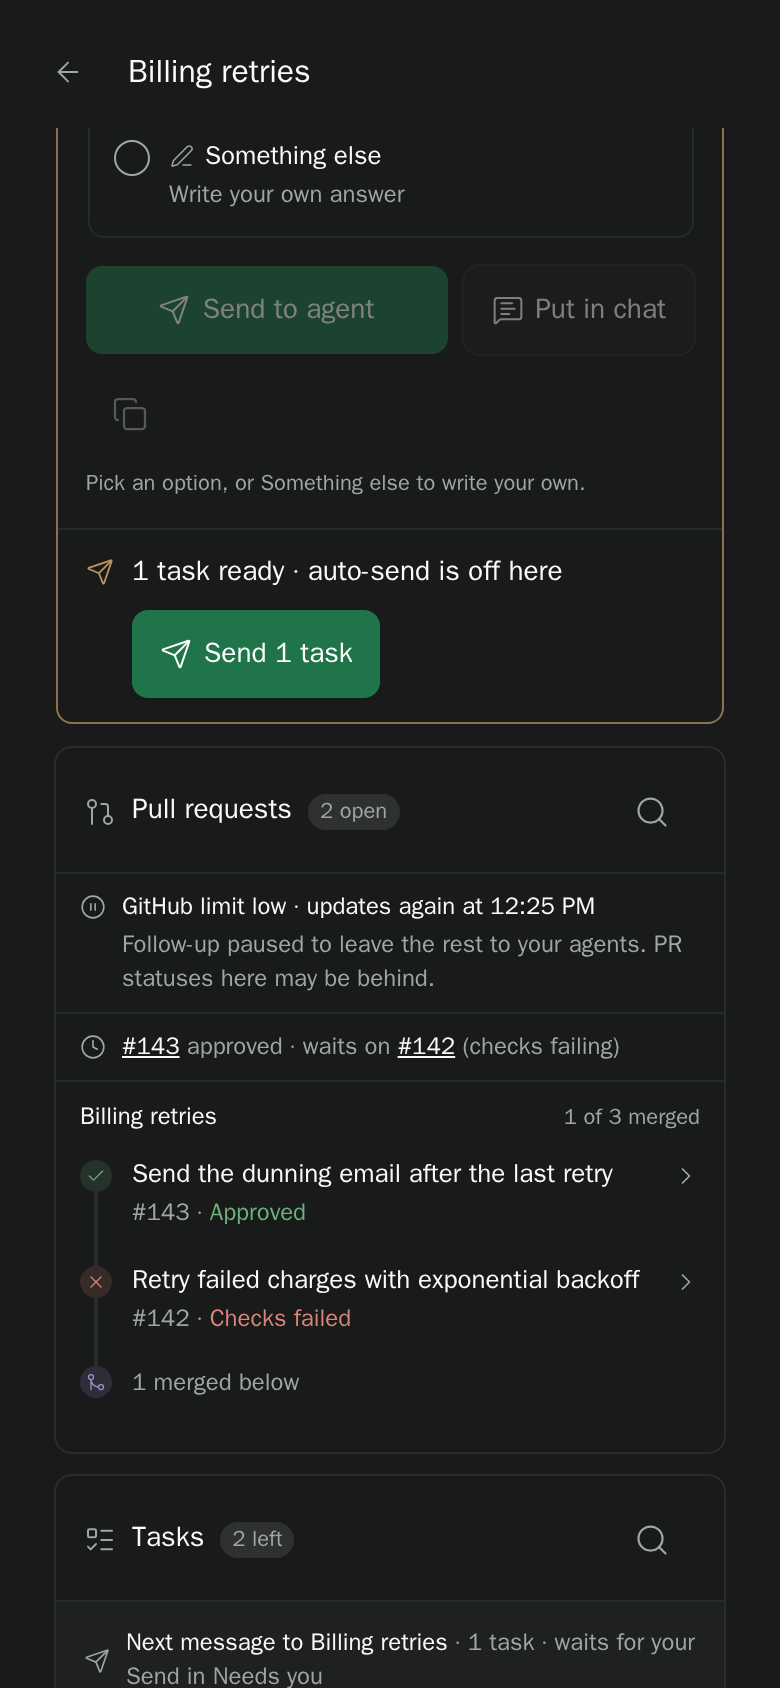 Billing retries
Something else
Write your own answer
Send to agent
Put in chat
Pick an option, or Something else to write your own.
1 task ready · auto-send is off here
Send 1 task
Pull requests 2 open
GitHub limit low · updates again at 12:25 PM
Follow-up paused to leave the rest to your agents. PR
statuses here may be behind.
#143 approved · waits on #142 (checks failing)
Billing retries 1 of 3 merged
Send the dunning email after the last retry
#143 · Approved
Retry failed charges with exponential backoff
#142 · Checks failed
1 merged below
Tasks 2 left
Next message to Billing retries · 1 task · waits for your
Send in Needs you